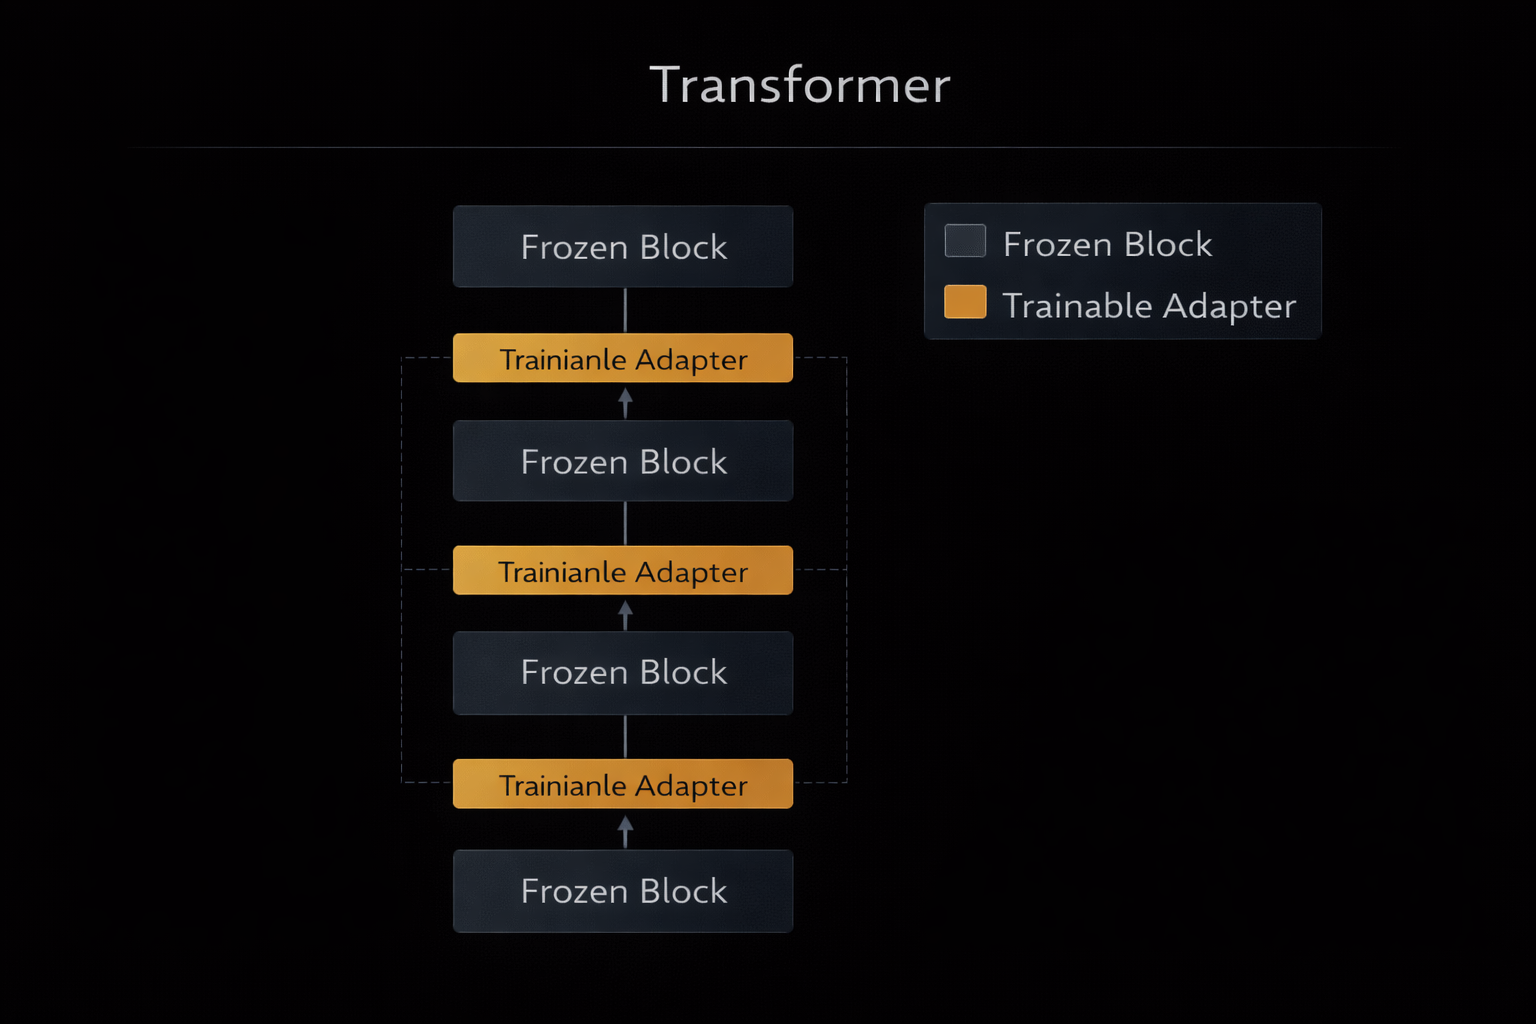 Transformer
Frozen Block
Trainianle Adapter
Frozen Block
Trainianle Adapter
Frozen Block
Trainianle Adapter
Frozen Block
Frozen Block
Trainable Adapter